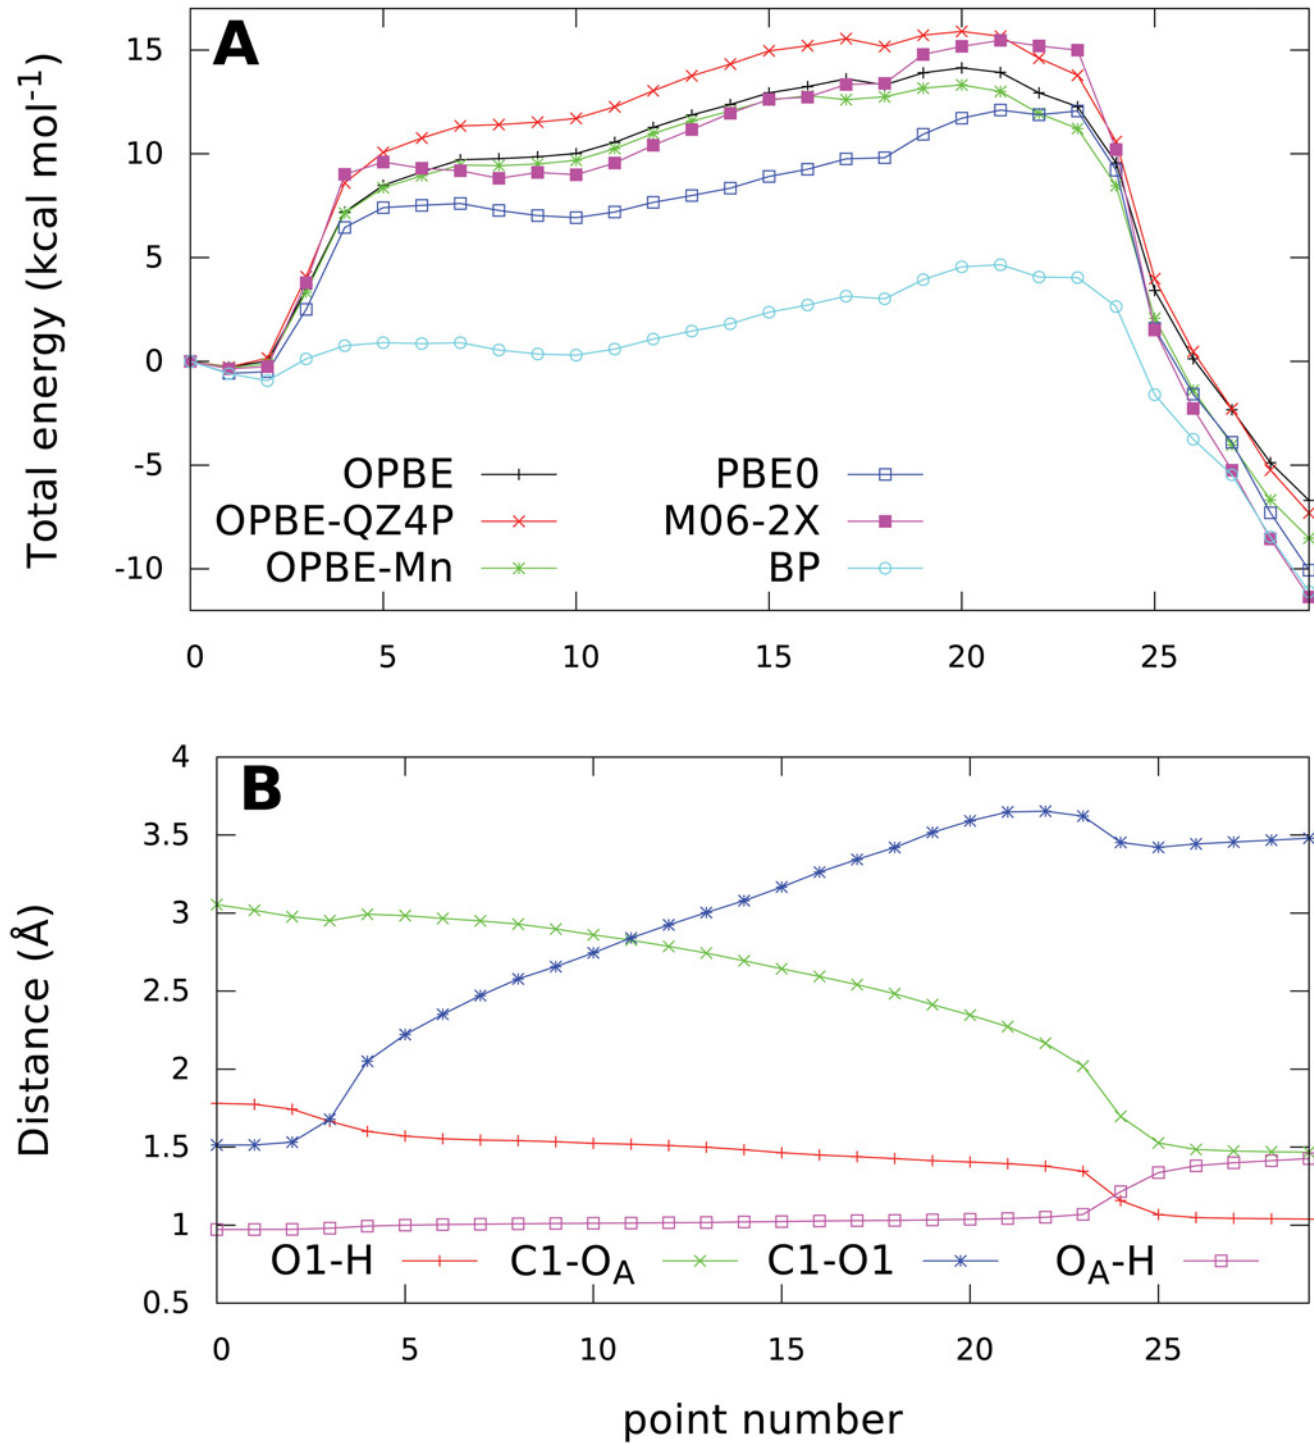 A
Total energy (kcal mol-1)
15
10
5
0
-5
-10
OPBE
PBE0
OPBE-QZ4P
M06-2X
OPBE-Mn
BP
0 5 10 15 20 25
B
Distance (Å)
4
3.5
3
2.5
2
1.5
1
0.5
O1-H C1-OA C1-O1 OA-H
0 5 10 15 20 25
point number